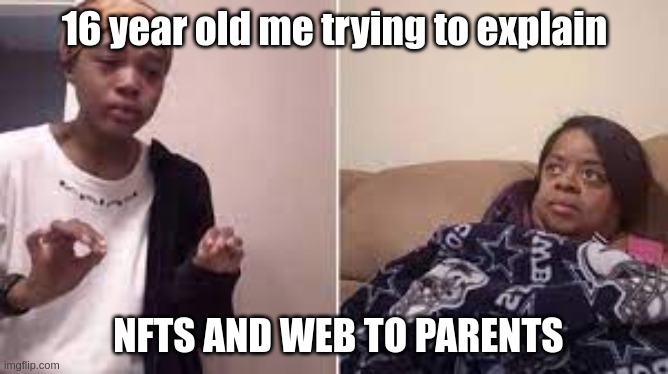 16 year old me trying to explain
NFTS AND WEB TO PARENTS
imgflip.com